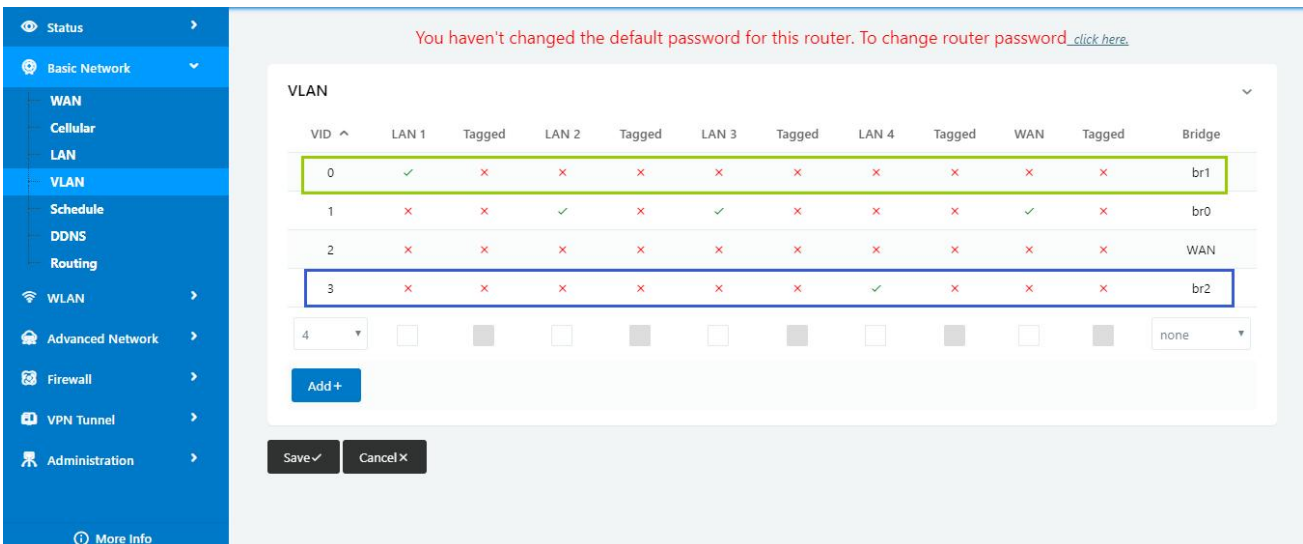 Status
Basic Network
WAN
Cellular
LAN
VLAN
Schedule
DDNS
Routing
WLAN
Advanced Network
Firewall
VPN Tunnel
Administration
More Info
You haven't changed the default password for this router. To change router password click here.
VLAN
VID LAN 1 Tagged LAN 2 Tagged LAN 3 Tagged LAN 4 Tagged WAN Tagged Bridge
0 ✓ × × × × × × × × × br1
1 × × ✓ × ✓ × × × ✓ × br0
2 × × × × × × × × × × WAN
3 × × × × × × ✓ × × × br2
4 none
Add +
Save ✓ Cancel ×